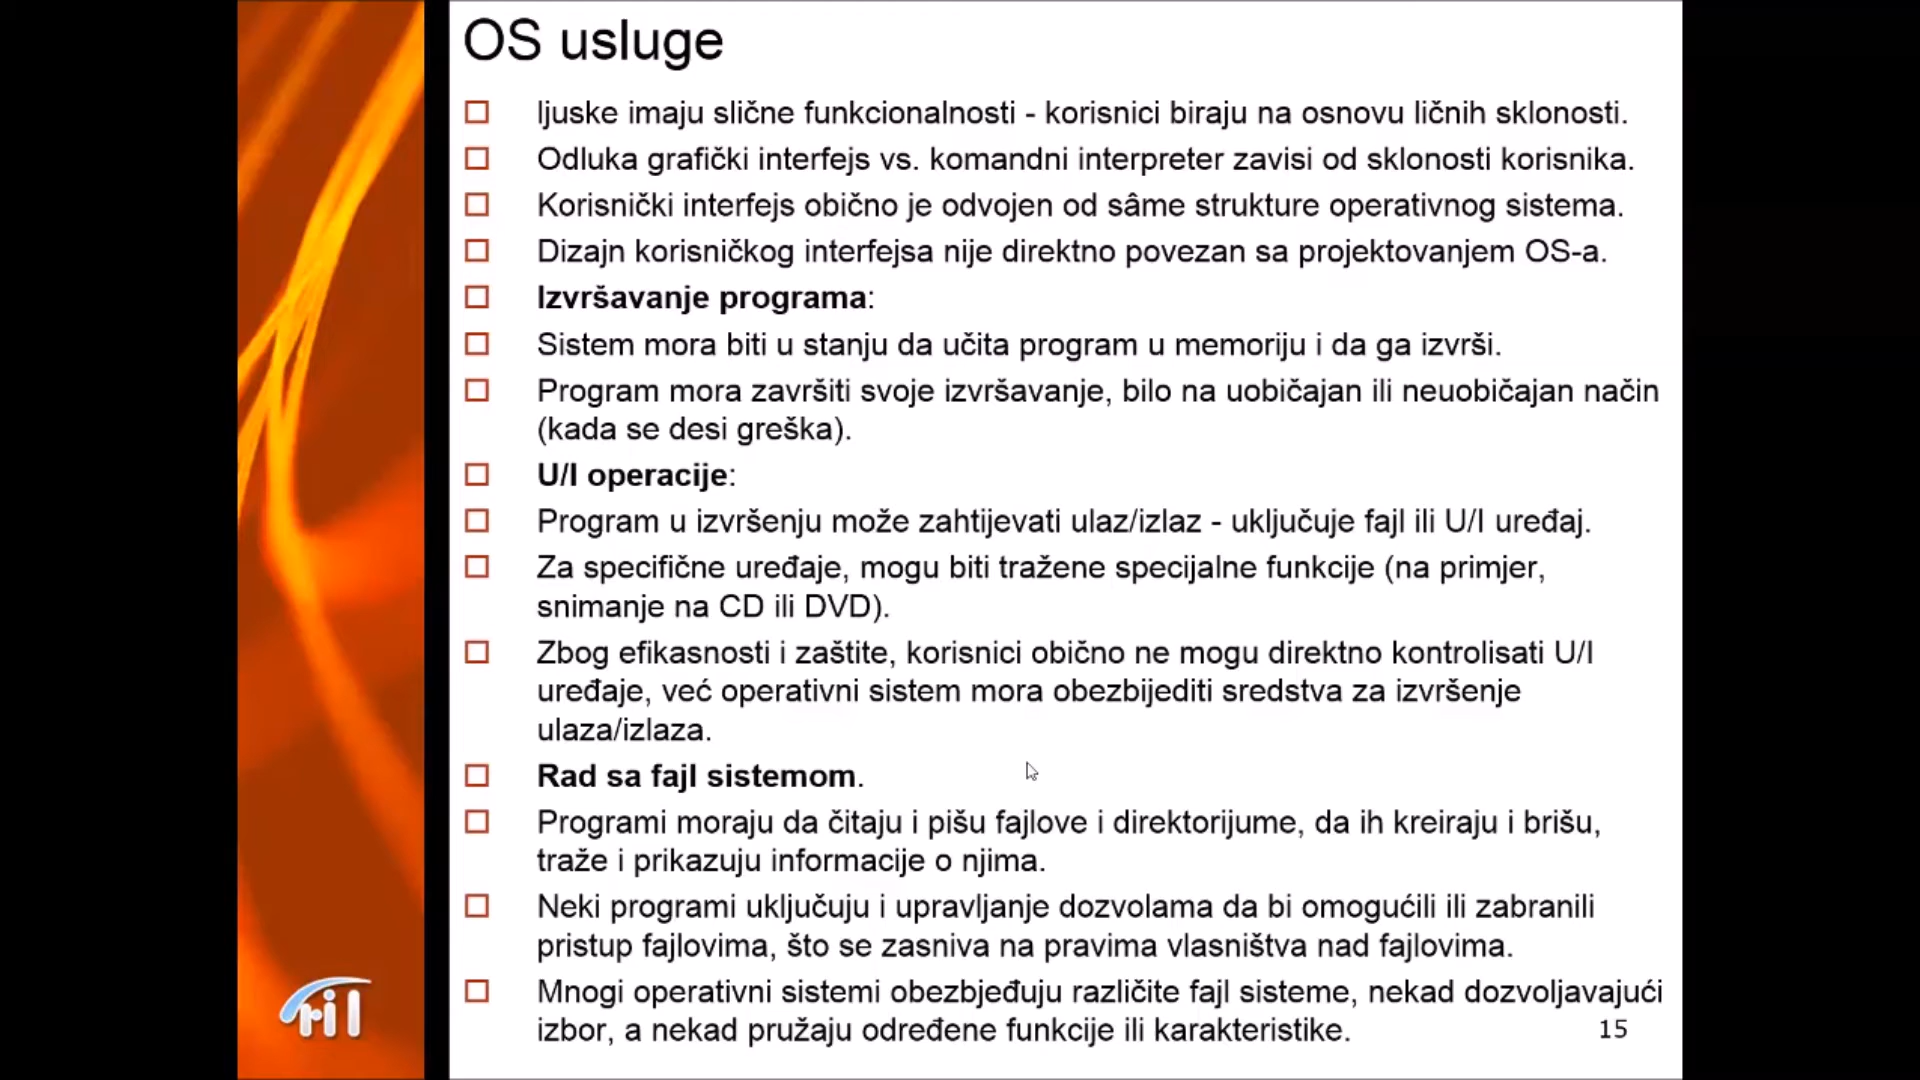 OS usluge
ljuske imaju slične funkcionalnosti - korisnici biraju na osnovu ličnih sklonosti.
Odluka grafički interfejs vs. komandni interpreter zavisi od sklonosti korisnika.
Korisnički interfejs obično je odvojen od sâme strukture operativnog sistema.
Dizajn korisničkog interfejsa nije direktno povezan sa projektovanjem OS-a.
Izvršavanje programa:
Sistem mora biti u stanju da učita program u memoriju i da ga izvrši.
Program mora završiti svoje izvršavanje, bilo na uobičajan ili neuobičajan način
(kada se desi greška).
U/I operacije:
Program u izvršenju može zahtijevati ulaz/izlaz - uključuje fajl ili U/I uređaj.
Za specifične uređaje, mogu biti tražene specijalne funkcije (na primjer,
snimanje na CD ili DVD).
Zbog efikasnosti i zaštite, korisnici obično ne mogu direktno kontrolisati U/I
uređaje, već operativni sistem mora obezbijediti sredstva za izvršenje
ulaza/izlaza.
Rad sa fajl sistemom.
Programi moraju da čitaju i pišu fajlove i direktorijume, da ih kreiraju i brišu,
traže i prikazuju informacije o njima.
Neki programi uključuju i upravljanje dozvolama da bi omogućili ili zabranili
pristup fajlovima, što se zasniva na pravima vlasništva nad fajlovima.
Mnogi operativni sistemi obezbjeđuju različite fajl sisteme, nekad dozvoljavajući
izbor, a nekad pružaju određene funkcije ili karakteristike.
15